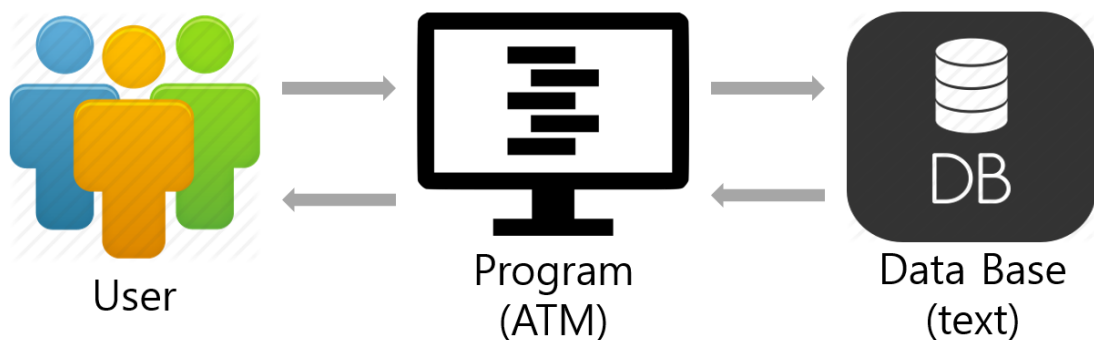 DB
User
Program
(ATM)
Data Base
(text)